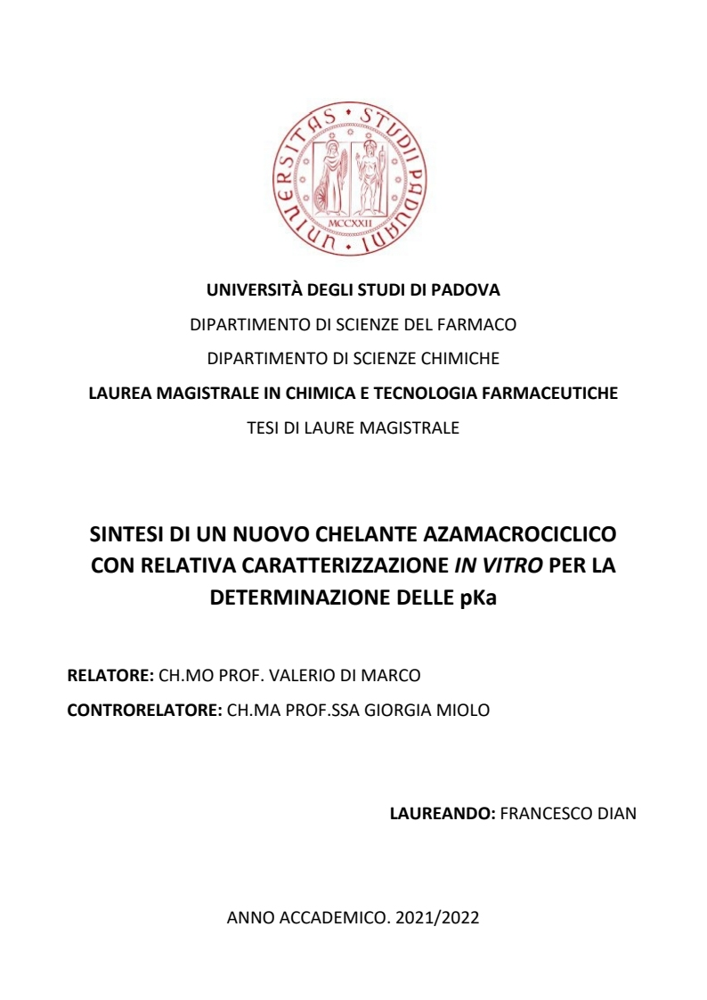 UNIVERSITAS STUDII PADUANI
MCCXXII
UNIVERSITÀ DEGLI STUDI DI PADOVA
DIPARTIMENTO DI SCIENZE DEL FARMACO
DIPARTIMENTO DI SCIENZE CHIMICHE
LAUREA MAGISTRALE IN CHIMICA E TECNOLOGIA FARMACEUTICHE
TESI DI LAURE MAGISTRALE
SINTESI DI UN NUOVO CHELANTE AZAMACROCICLICO
CON RELATIVA CARATTERIZZAZIONE IN VITRO PER LA
DETERMINAZIONE DELLE pKa
RELATORE: CH.MO PROF. VALERIO DI MARCO
CONTRORELATORE: CH.MA PROF.SSA GIORGIA MIOLO
LAUREANDO: FRANCESCO DIAN
ANNO ACCADEMICO. 2021/2022